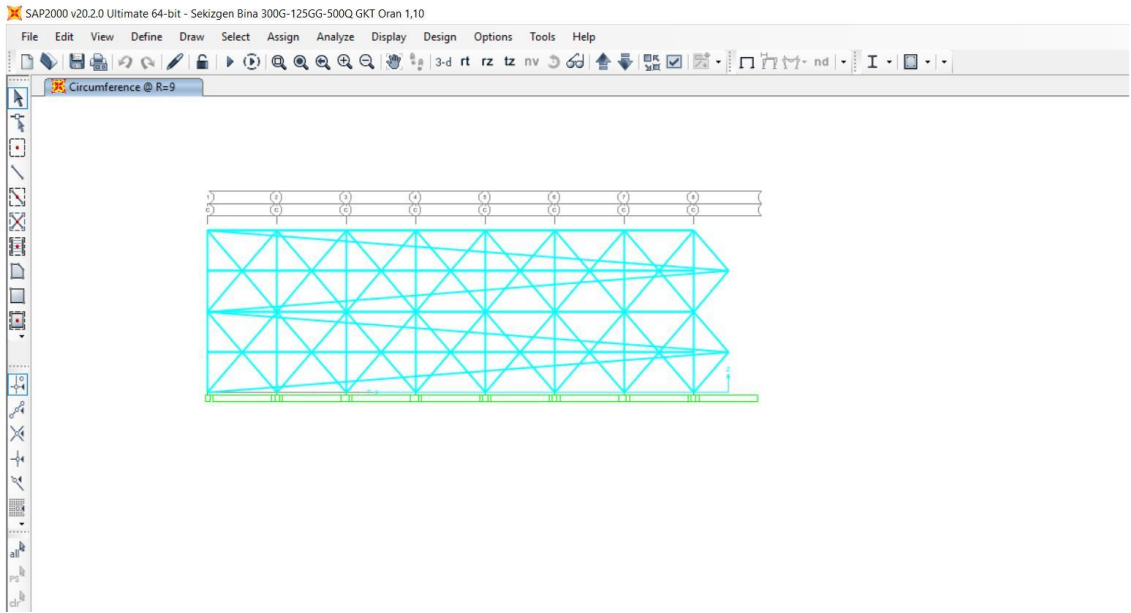 SAP2000 v20.2.0 Ultimate 64-bit - Sekizgen Bina 300G-125GG-500Q GKT Oran 1,10
File Edit View Define Draw Select Assign Analyze Display Design Options Tools Help
3-d rt rz tz nv nd
Circumference @ R=9
1 2 3 4 5 6 7 8
C C C C C C C C
Z
all
ps
clr